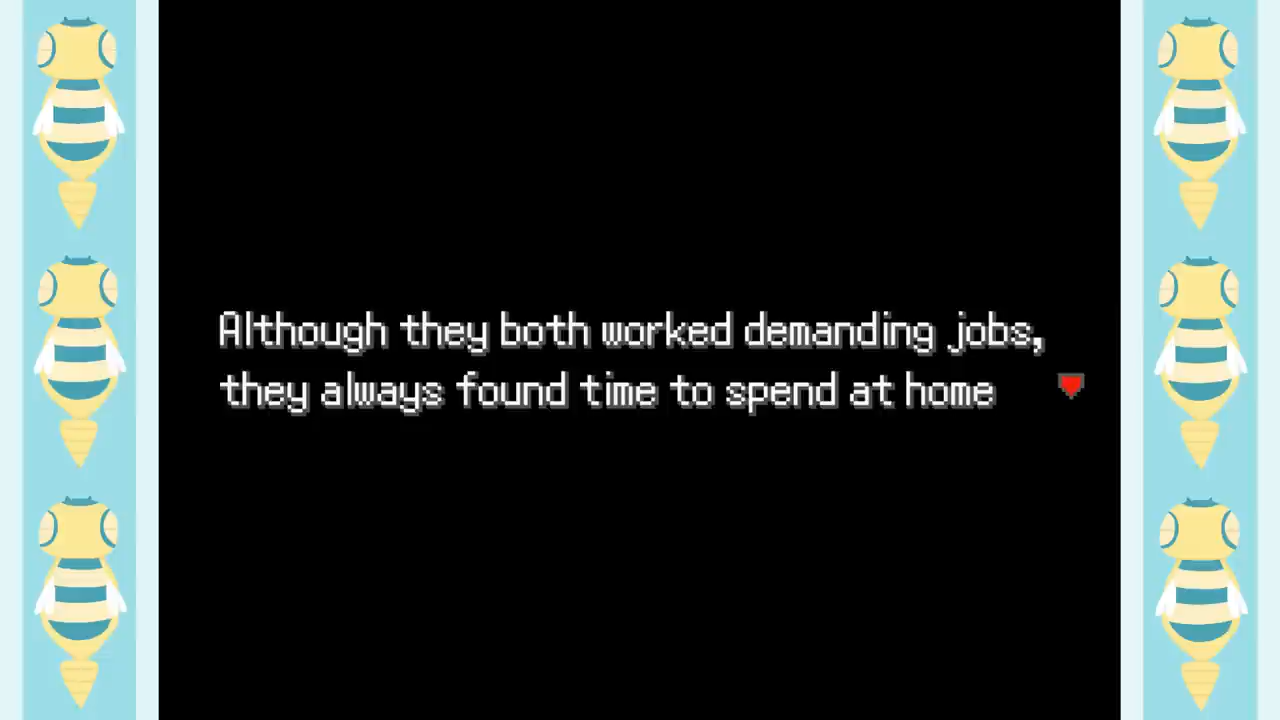 Although they both worked demanding jobs,
they always found time to spend at home